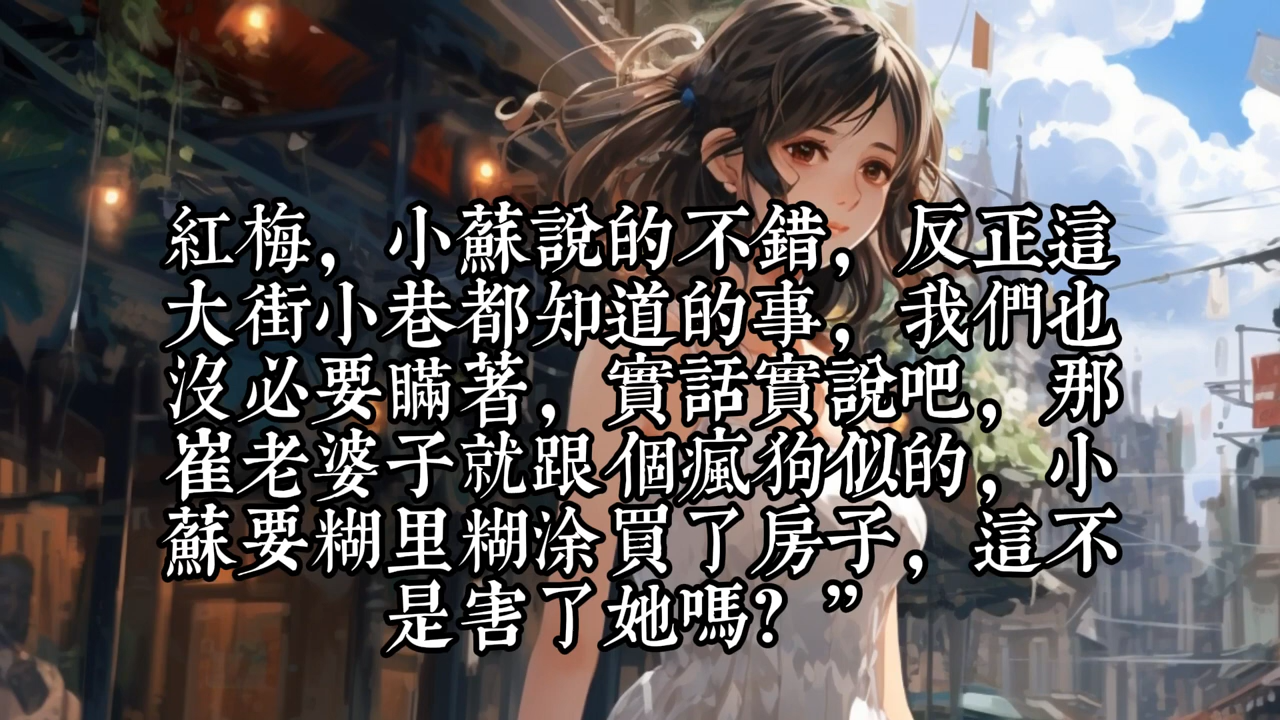 紅梅，小蘇說的不錯，反正這
大街小巷都知道的事，我們也
沒必要瞞著，實話實說吧，那
崔老婆子就跟個瘋狗似的，小
蘇要糊里糊涂買了房子，這不
是害了她嗎？”